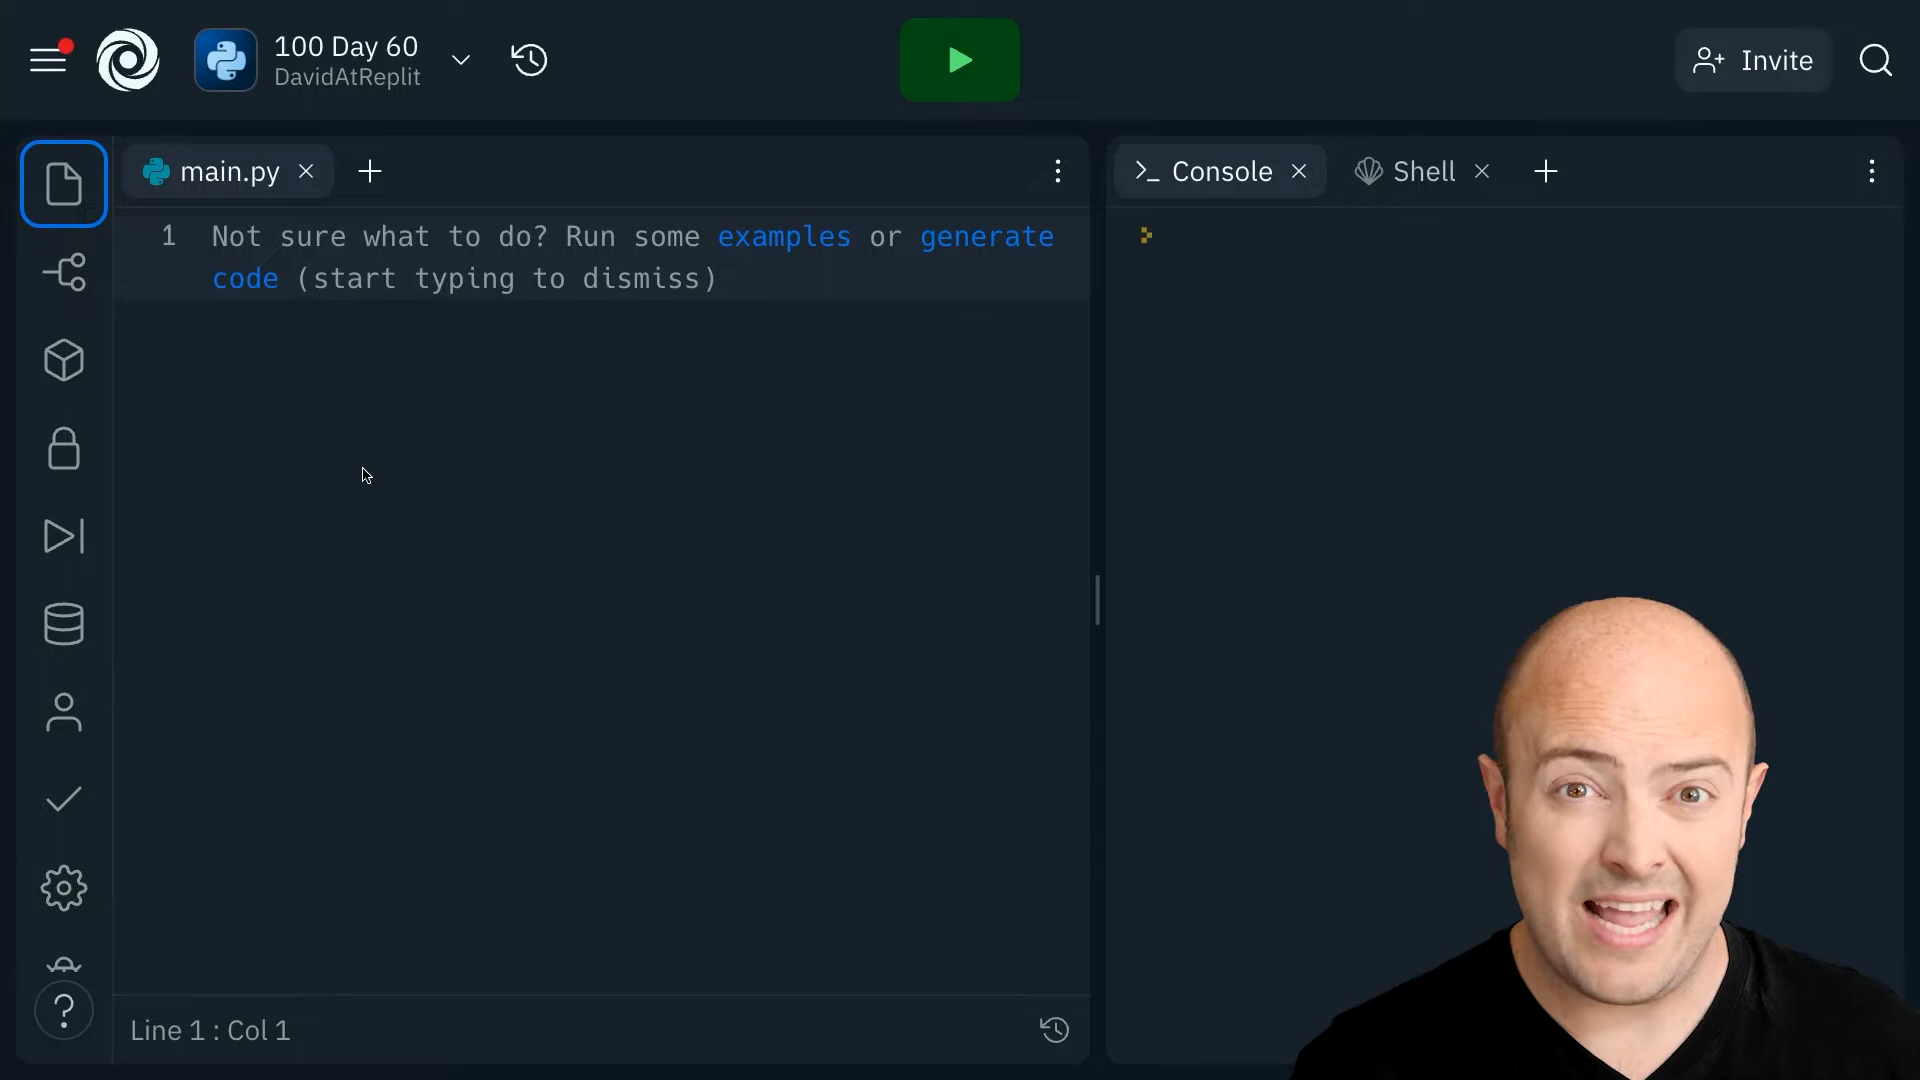 100 Day 60
DavidAtReplit
Invite
main.py
Console
Shell
1
Not sure what to do? Run some examples or generate
code (start typing to dismiss)
?
Line 1 : Col 1